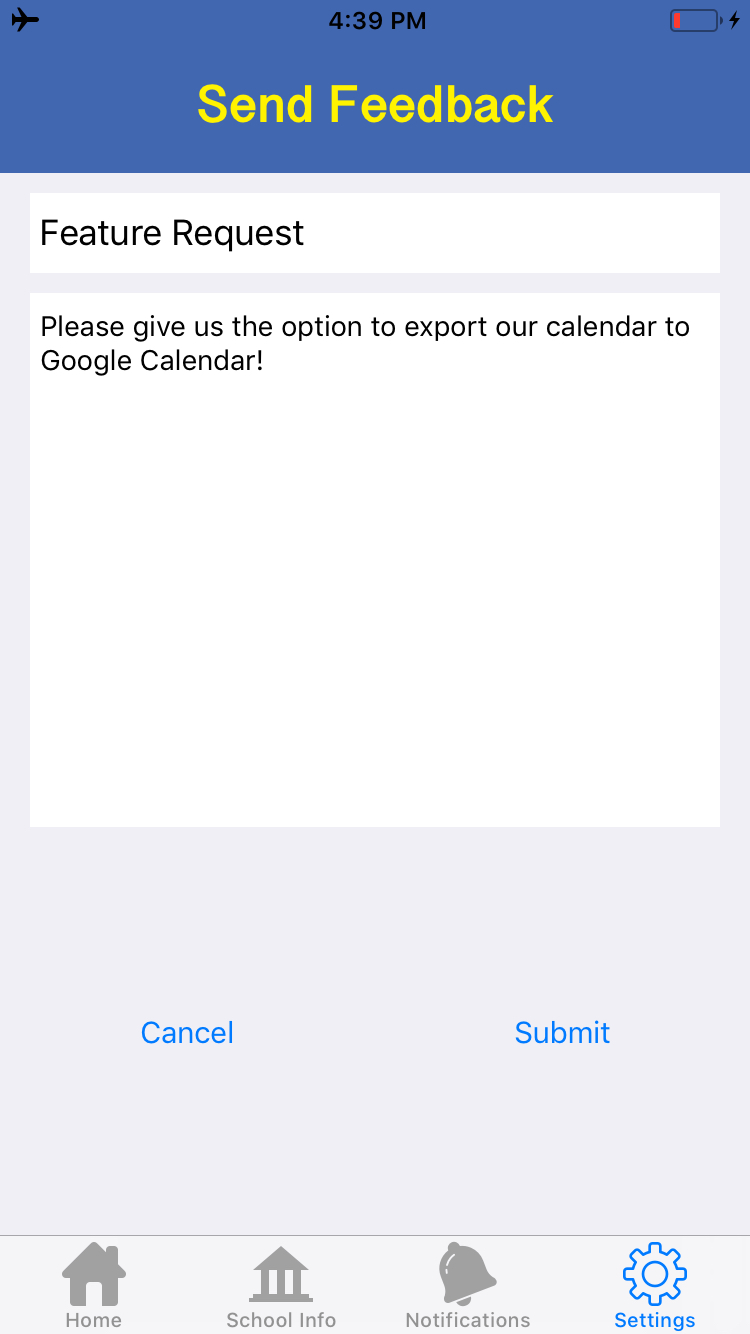 4:39 PM
Send Feedback
Feature Request
Please give us the option to export our calendar to
Google Calendar!
Cancel
Submit
Home
School Info
Notifications
Settings